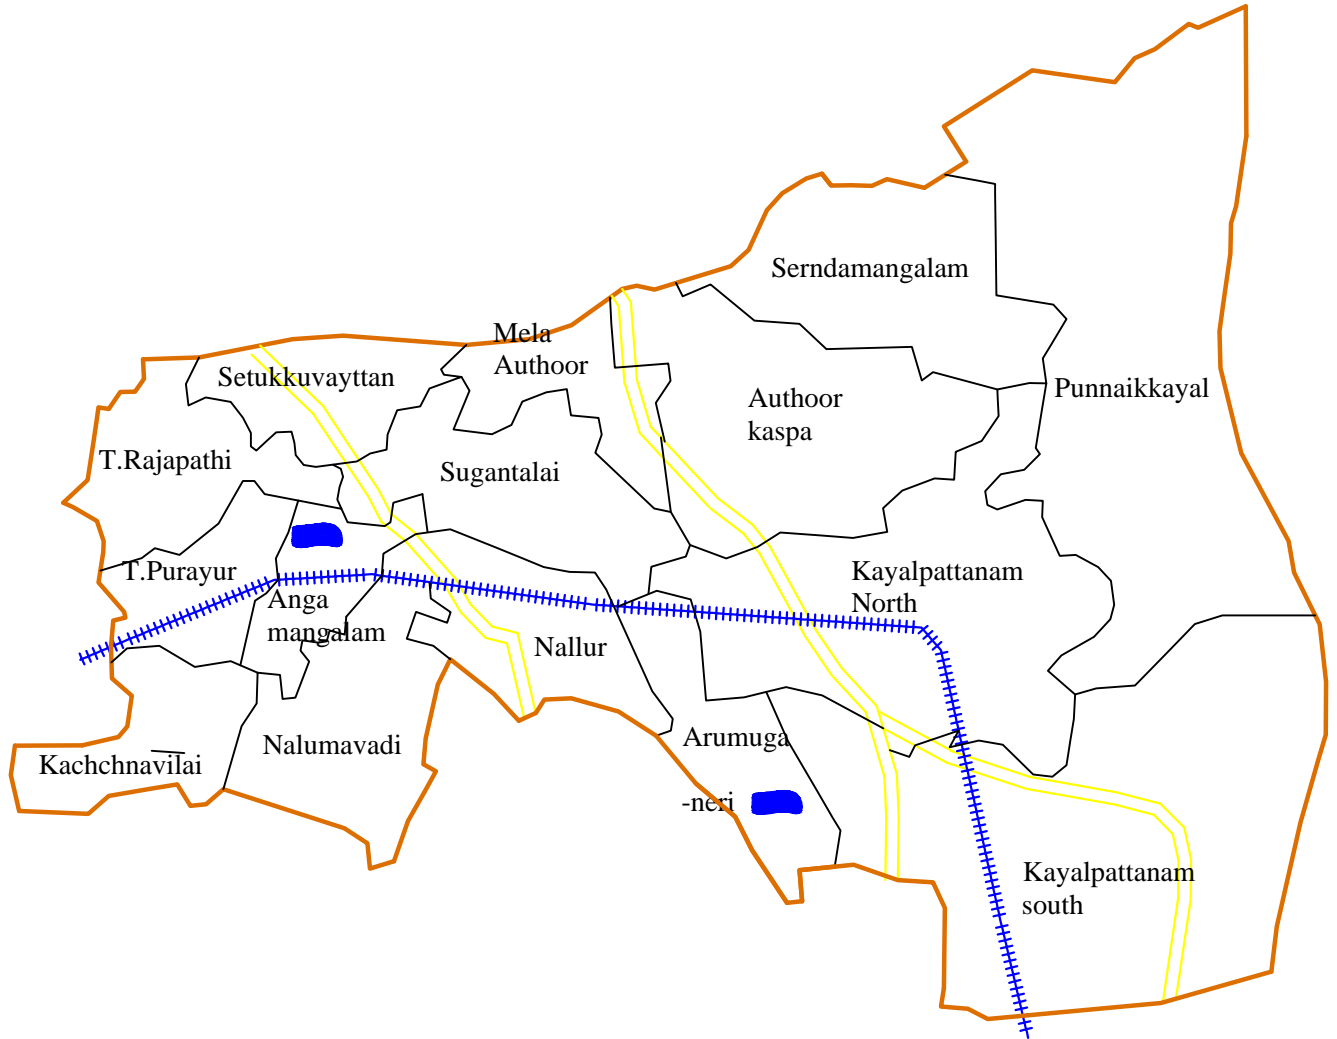 Serndamangalam
Mela
Authoor
Setukkuvayttan
Punnaikkayal
Authoor
kaspa
T.Rajapathi
Sugantalai
T.Purayur
Kayalpattanam
North
Anga
mangalam
Nallur
Arumuga
Nalumavadi
Kachchnavilai
-neri
Kayalpattanam
south